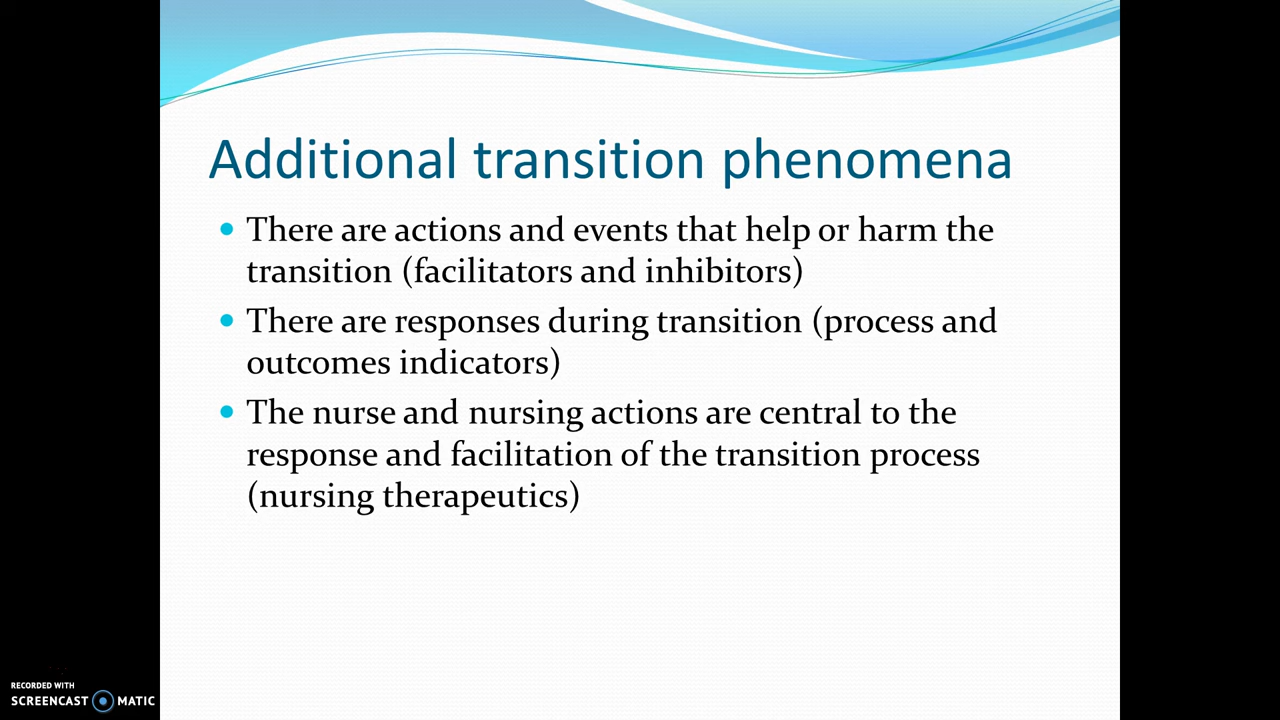 Additional transition phenomena
• There are actions and events that help or harm the
transition (facilitators and inhibitors)
• There are responses during transition (process and
outcomes indicators)
• The nurse and nursing actions are central to the
response and facilitation of the transition process
(nursing therapeutics)
RECORDED WITH
SCREENCAST MATIC